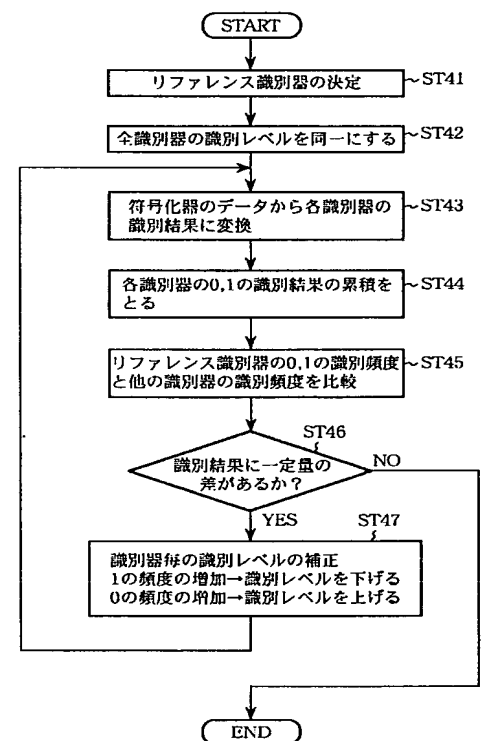 START
リファレンス識別器の決定
ST41
全識別器の識別レベルを同一にする
ST42
符号化器のデータから各識別器の
識別結果に変換
ST43
各識別器の0,1の識別結果の累積を
とる
ST44
リファレンス識別器の0,1の識別頻度
と他の識別器の識別頻度を比較
ST45
ST46
識別結果に一定量の
差があるか？
NO
YES
ST47
識別器毎の識別レベルの補正
1の頻度の増加→識別レベルを下げる
0の頻度の増加→識別レベルを上げる
END